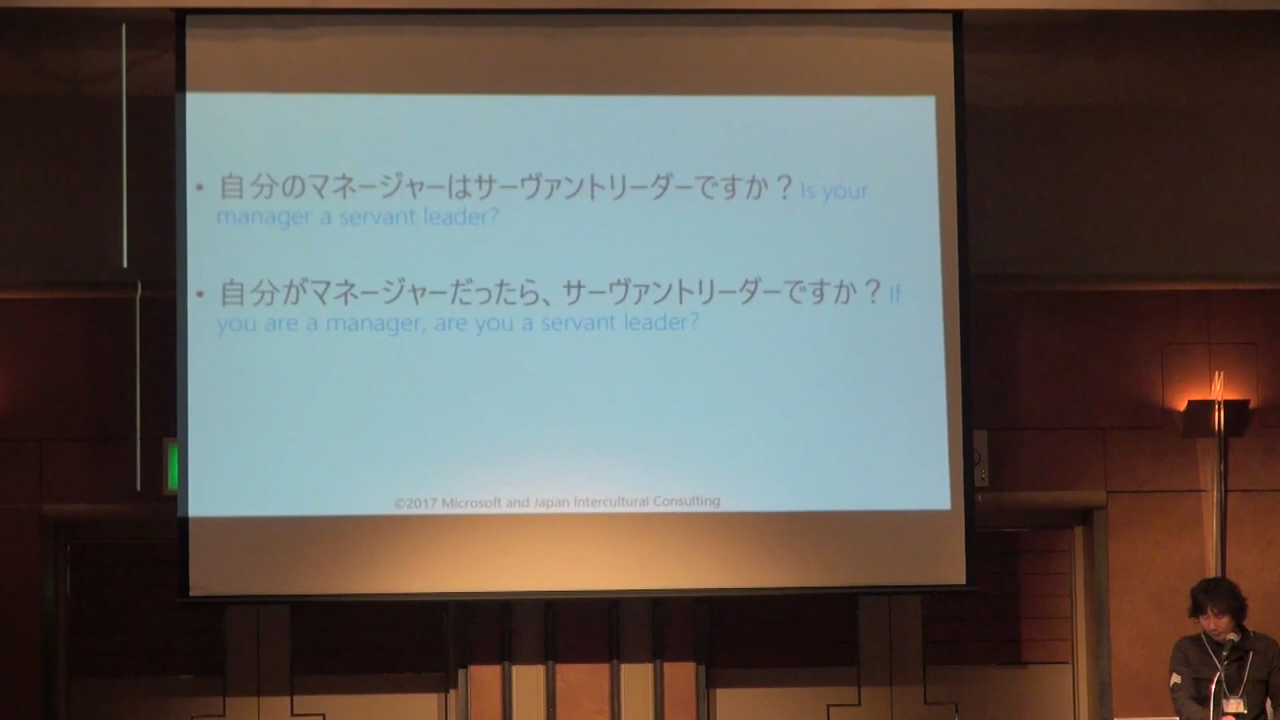 • 自分のマネージャーはサーヴァントリーダーですか？Is your
manager a servant leader?
• 自分がマネージャーだったら、サーヴァントリーダーですか？If
you are a manager, are you a servant leader?
©2017 Microsoft and Japan Intercultural Consulting